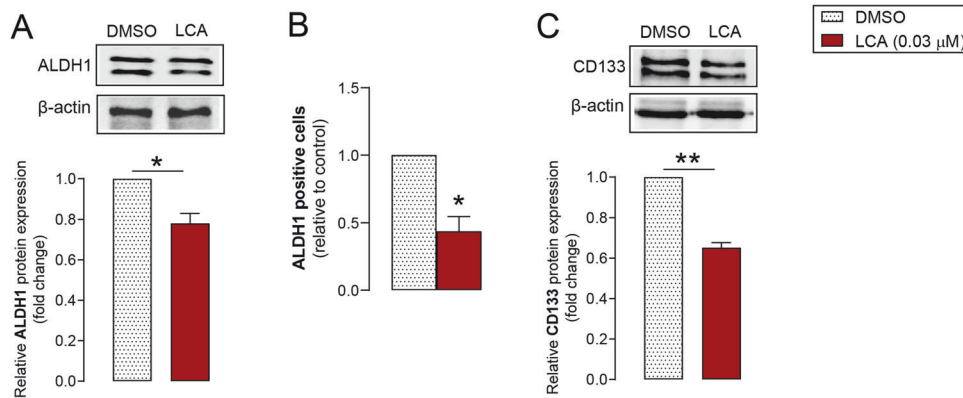 A
DMSO LCA
ALDH1
β-actin
Relative ALDH1 protein expression
(fold change)
*
1.0
0.8
0.6
0.4
0.2
0.0
B
ALDH1 positive cells
(relative to control)
1.5
1.0
0.5
0.0
*
C
DMSO LCA
CD133
β-actin
Relative CD133 protein expression
(fold change)
**
1.0
0.8
0.6
0.4
0.2
0.0
DMSO
LCA (0.03 μM)